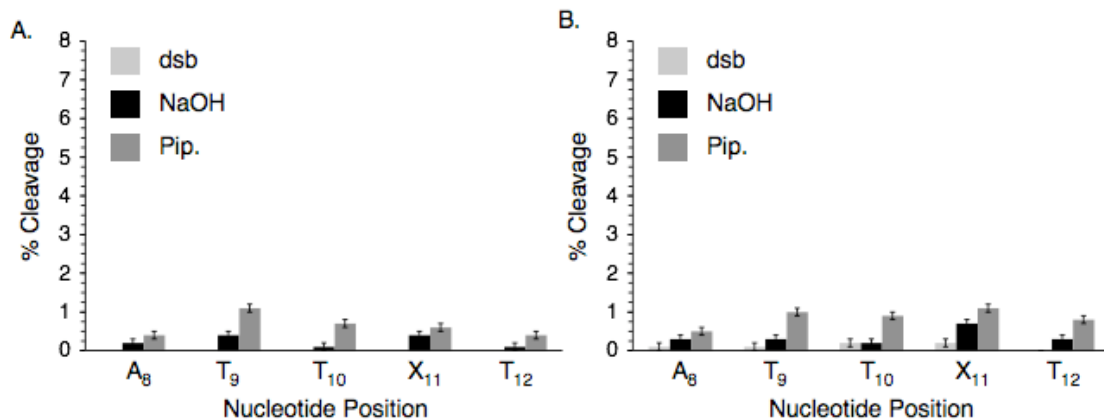 A.
8
7
6
5
4
3
2
1
0
% Cleavage
dsb
NaOH
Pip.
A₈ T₉ T₁₀ X₁₁ T₁₂
Nucleotide Position
B.
8
7
6
5
4
3
2
1
0
% Cleavage
dsb
NaOH
Pip.
A₈ T₉ T₁₀ X₁₁ T₁₂
Nucleotide Position